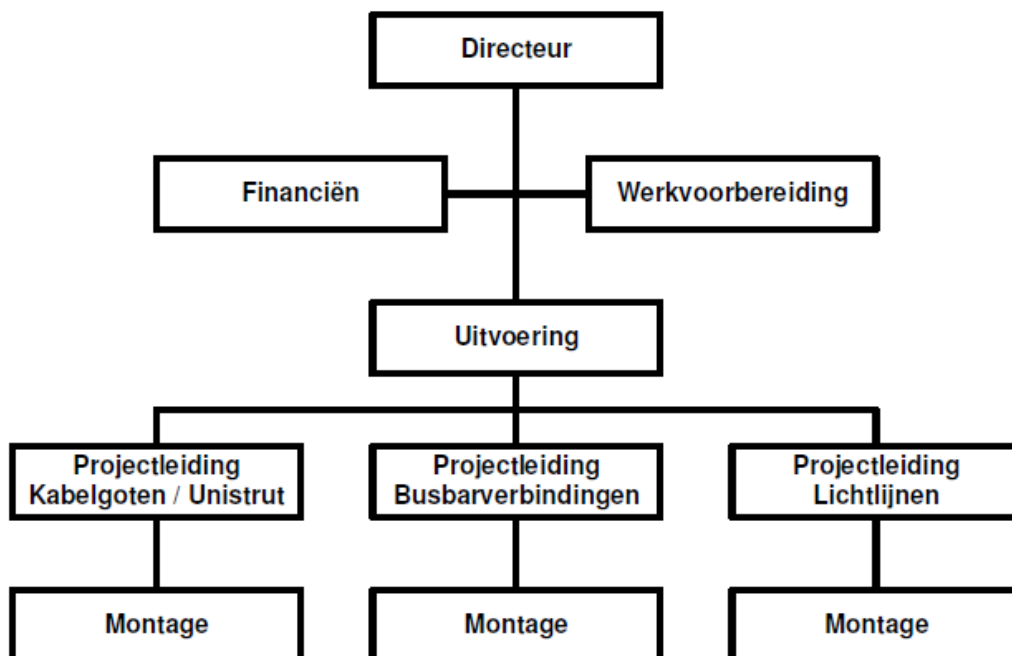 Directeur
Financiën
Werkvoorbereiding
Uitvoering
Projectleiding
Kabelgoten / Unistrut
Projectleiding
Busbarverbindingen
Projectleiding
Lichtlijnen
Montage
Montage
Montage